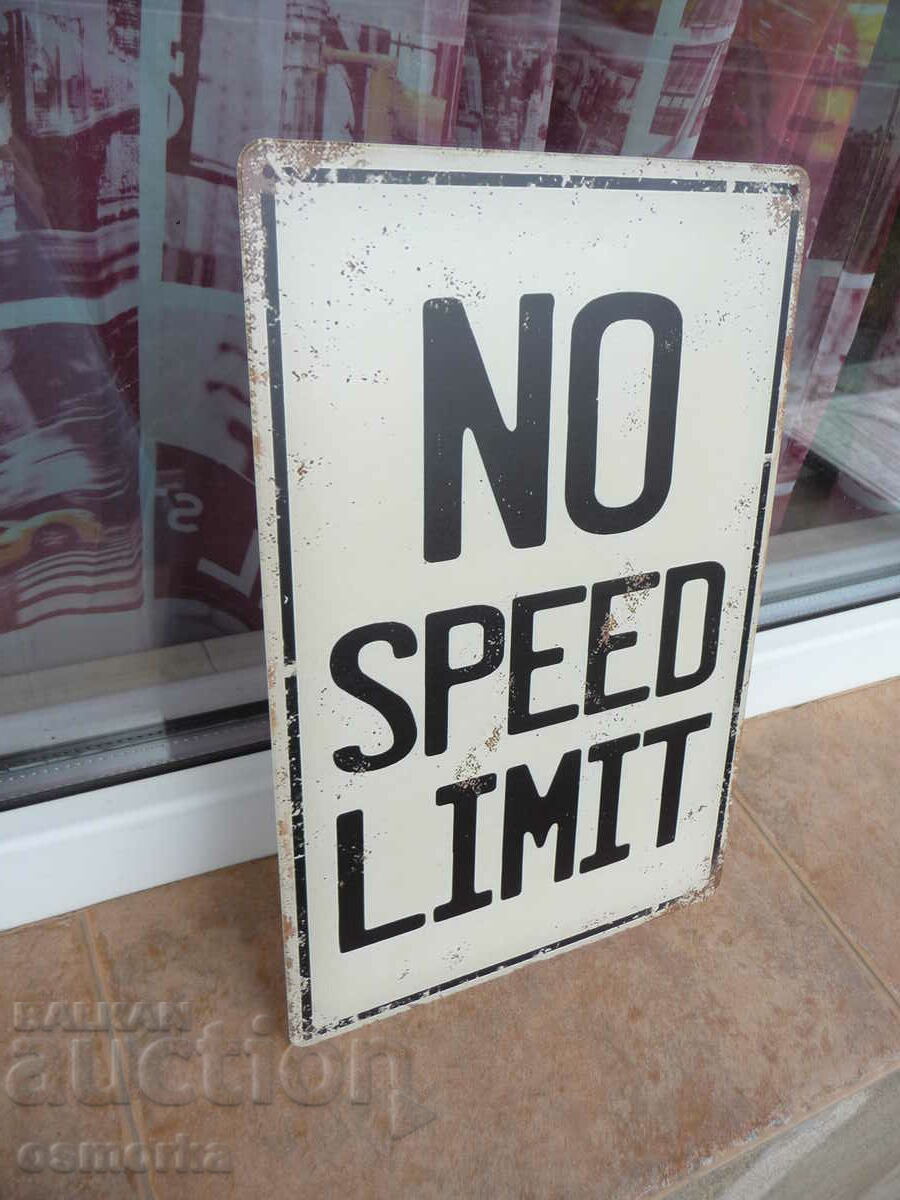 NO
SPEED
LIMIT
BALKAN
auction
osmorka